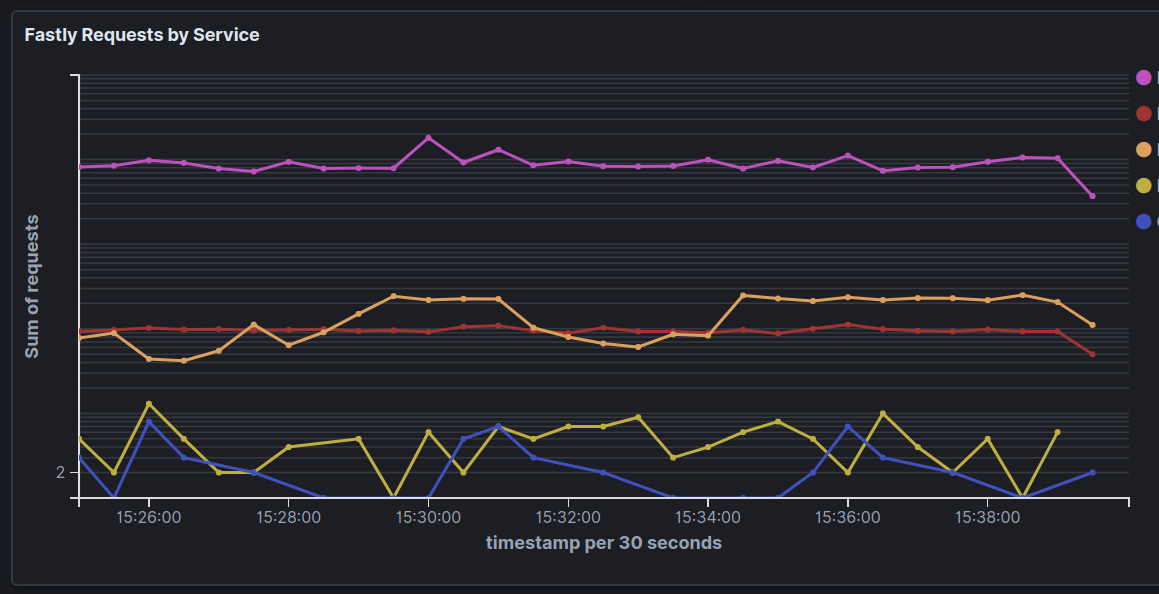 Fastly Requests by Service
Sum of requests
2
15:26:00
15:28:00
15:30:00
15:32:00
15:34:00
15:36:00
15:38:00
timestamp per 30 seconds